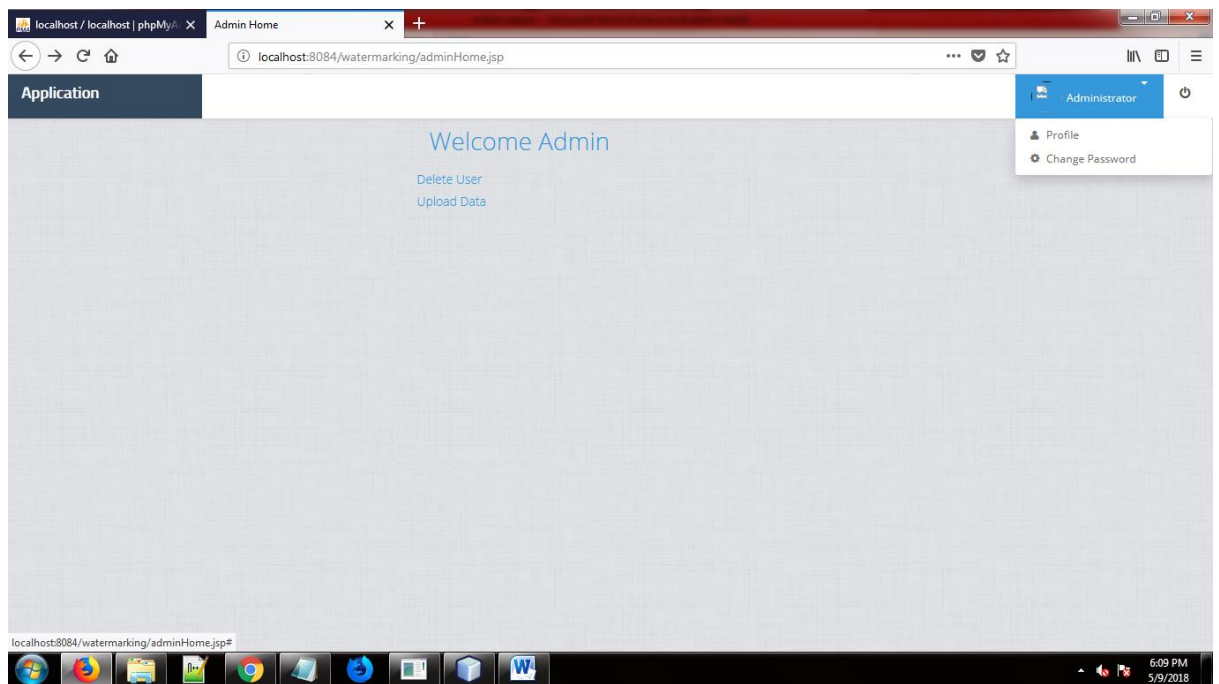 localhost / localhost | phpMyA
Admin Home
localhost:8084/watermarking/adminHome.jsp
Application
Administrator
Profile
Change Password
Welcome Admin
Delete User
Upload Data
localhost:8084/watermarking/adminHome.jsp#
6:09 PM
5/9/2018